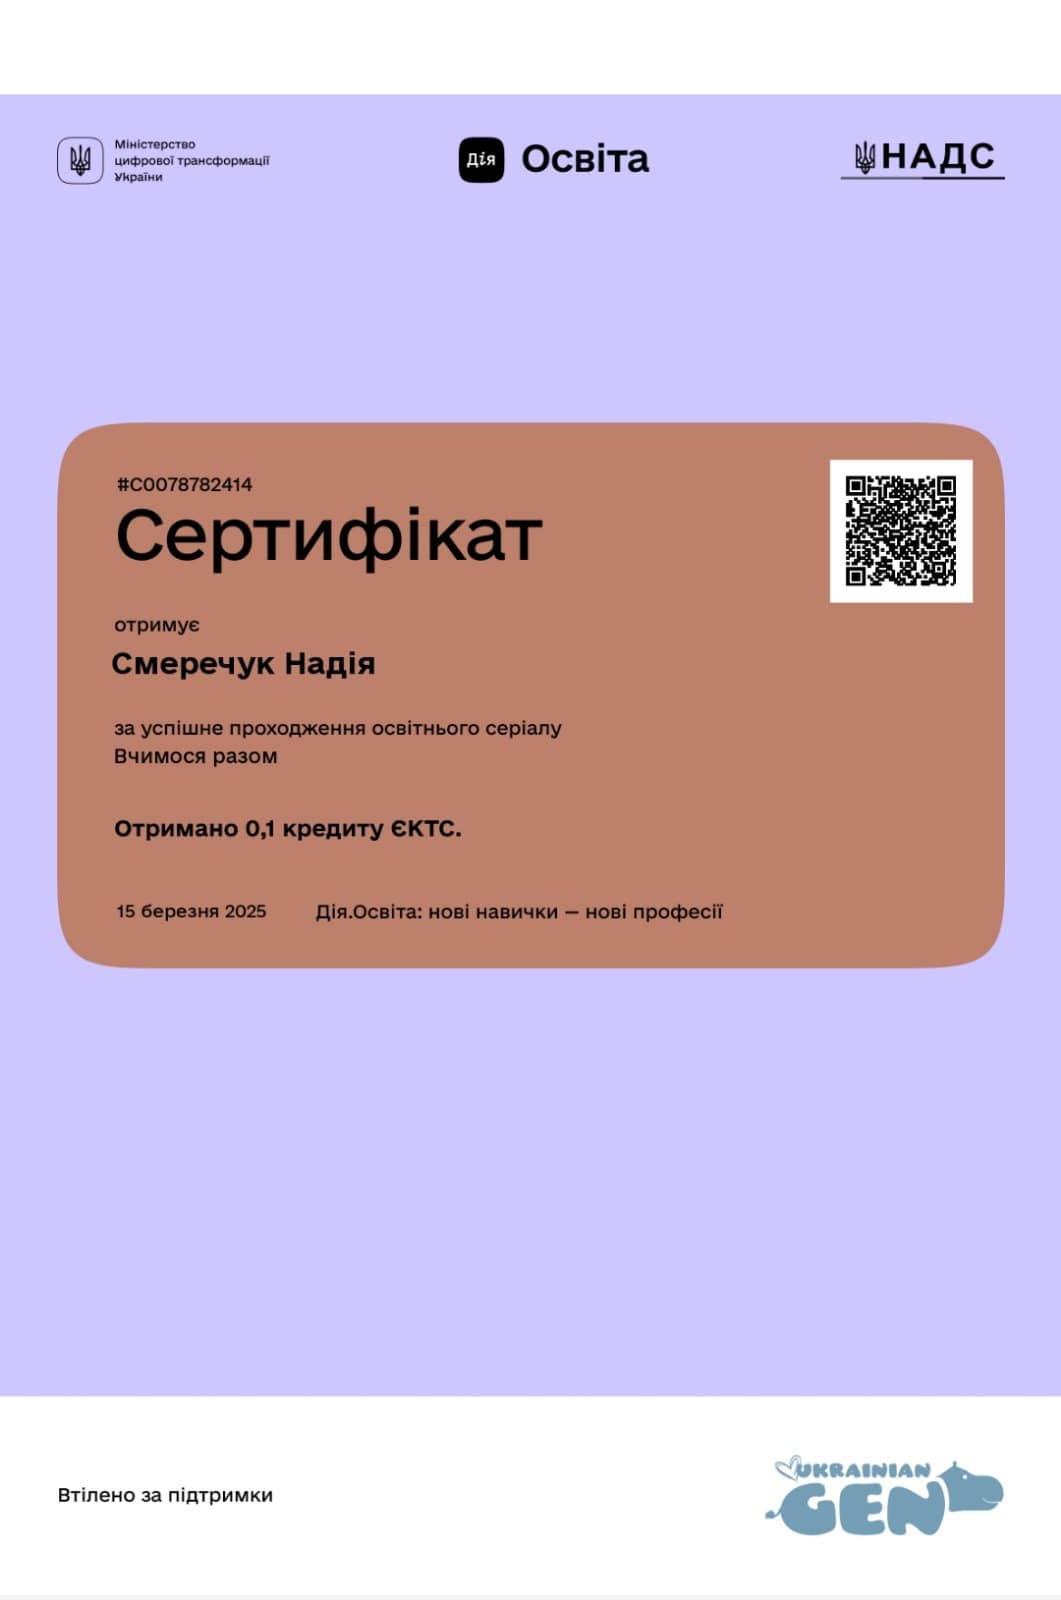 Міністерство
цифрової трансформації
України
Дія Освіта
НАДС
#C0078782414
Сертифікат
отримує
Смеречук Надія
за успішне проходження освітнього серіалу
Вчимося разом
Отримано 0,1 кредиту ЄКТС.
15 березня 2025 Дія.Освіта: нові навички — нові професії
Втілено за підтримки
UKRAINIAN
GEN